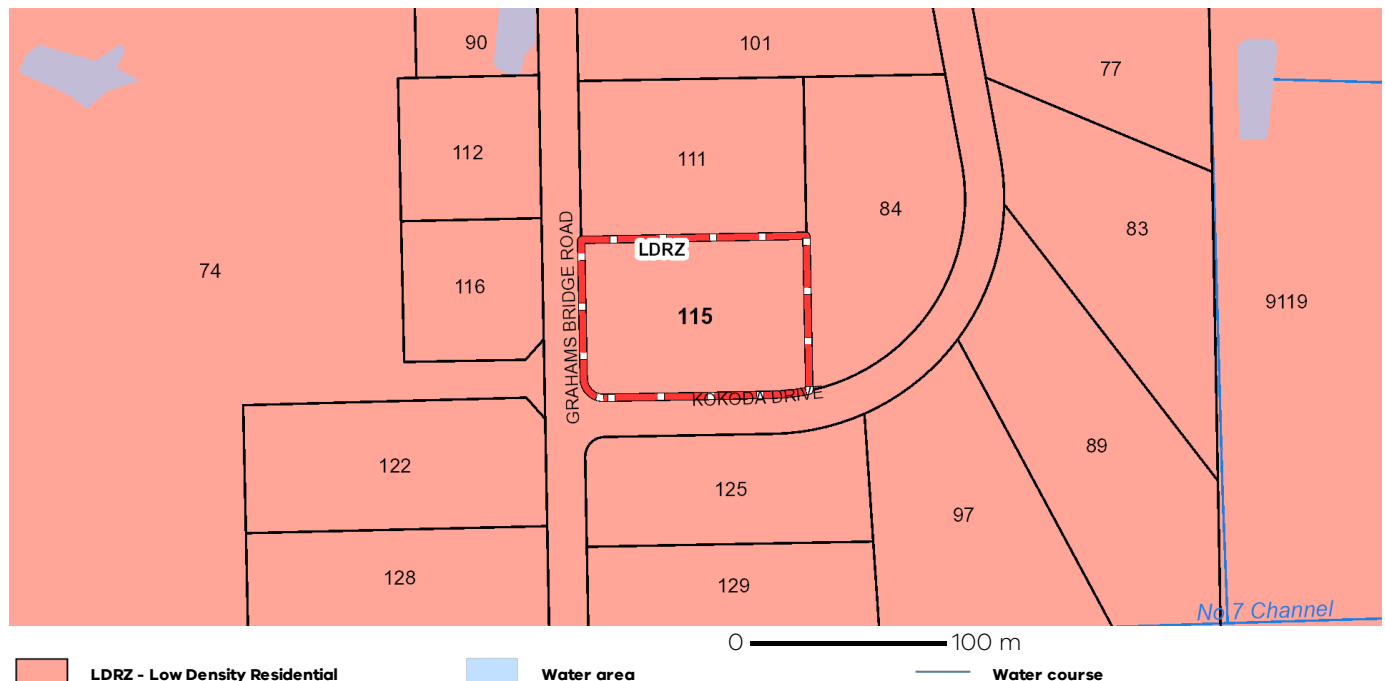 90
101
77
112
111
84
83
GRAHAMS BRIDGE ROAD
LDRZ
74
116
115
9119
KOKODA DRIVE
122
125
89
97
128
129
No 7 Channel
0 100 m
LDRZ - Low Density Residential
Water area
Water course